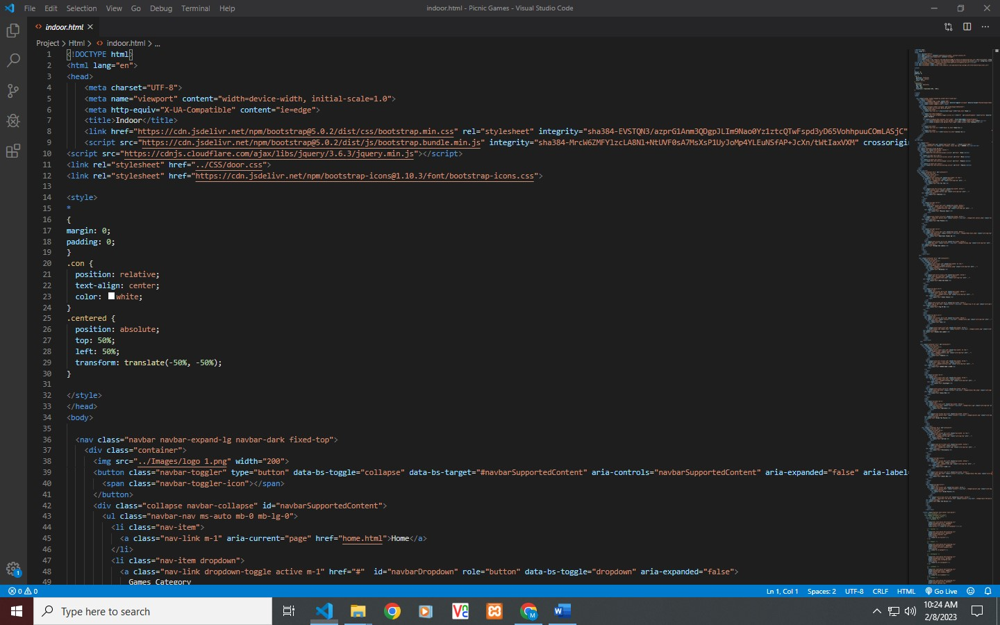 File Edit Selection View Go Debug Terminal Help
indoor.html - Picnic Games - Visual Studio Code
indoor.html
Project > Html > indoor.html > ...
1 <!DOCTYPE html>
2 <html lang="en">
3 <head>
4 <meta charset="UTF-8">
5 <meta name="viewport" content="width=device-width, initial-scale=1.0">
6 <meta http-equiv="X-UA-Compatible" content="ie=edge">
7 <title>Indoor</title>
8 <link href="https://cdn.jsdelivr.net/npm/bootstrap@5.0.2/dist/css/bootstrap.min.css" rel="stylesheet" integrity="sha384-EVSTQN3/azprG1Anm3QDgpJLIm9Nao0Yz1ztcQTwFspd3yD65VohhpuuCOmLASjC"
9 <script src="https://cdn.jsdelivr.net/npm/bootstrap@5.0.2/dist/js/bootstrap.bundle.min.js" integrity="sha384-MrcW6ZMFYlzcLA8Nl+NtUVF0sA7MsXsP1UyJoMp4YLEuNSfAP+JcXn/tWtIaxVXM" crossorigin
10 <script src="https://cdnjs.cloudflare.com/ajax/libs/jquery/3.6.3/jquery.min.js"></script>
11 <link rel="stylesheet" href="../CSS/door.css">
12 <link rel="stylesheet" href="https://cdn.jsdelivr.net/npm/bootstrap-icons@1.10.3/font/bootstrap-icons.css">
13
14 <style>
15 *
16 {
17 margin: 0;
18 padding: 0;
19 }
20 .con {
21 position: relative;
22 text-align: center;
23 color: white;
24 }
25 .centered {
26 position: absolute;
27 top: 50%;
28 left: 50%;
29 transform: translate(-50%, -50%);
30 }
31
32 </style>
33 </head>
34 <body>
35
36 <nav class="navbar navbar-expand-lg navbar-dark fixed-top">
37 <div class="container">
38 <img src="../Images/logo 1.png" width="200">
39 <button class="navbar-toggler" type="button" data-bs-toggle="collapse" data-bs-target="#navbarSupportedContent" aria-controls="navbarSupportedContent" aria-expanded="false" aria-label=
40 <span class="navbar-toggler-icon"></span>
41 </button>
42 <div class="collapse navbar-collapse" id="navbarSupportedContent">
43 <ul class="navbar-nav ms-auto mb-0 mb-lg-0">
44 <li class="nav-item">
45 <a class="nav-link m-1" aria-current="page" href="home.html">Home</a>
46 </li>
47 <li class="nav-item dropdown">
48 <a class="nav-link dropdown-toggle active m-1" href="#" id="navbarDropdown" role="button" data-bs-toggle="dropdown" aria-expanded="false">
49 Games Category
1
0 0
Ln 1, Col 1 Spaces: 2 UTF-8 CRLF HTML Go Live
Type here to search
10:24 AM
2/8/2023